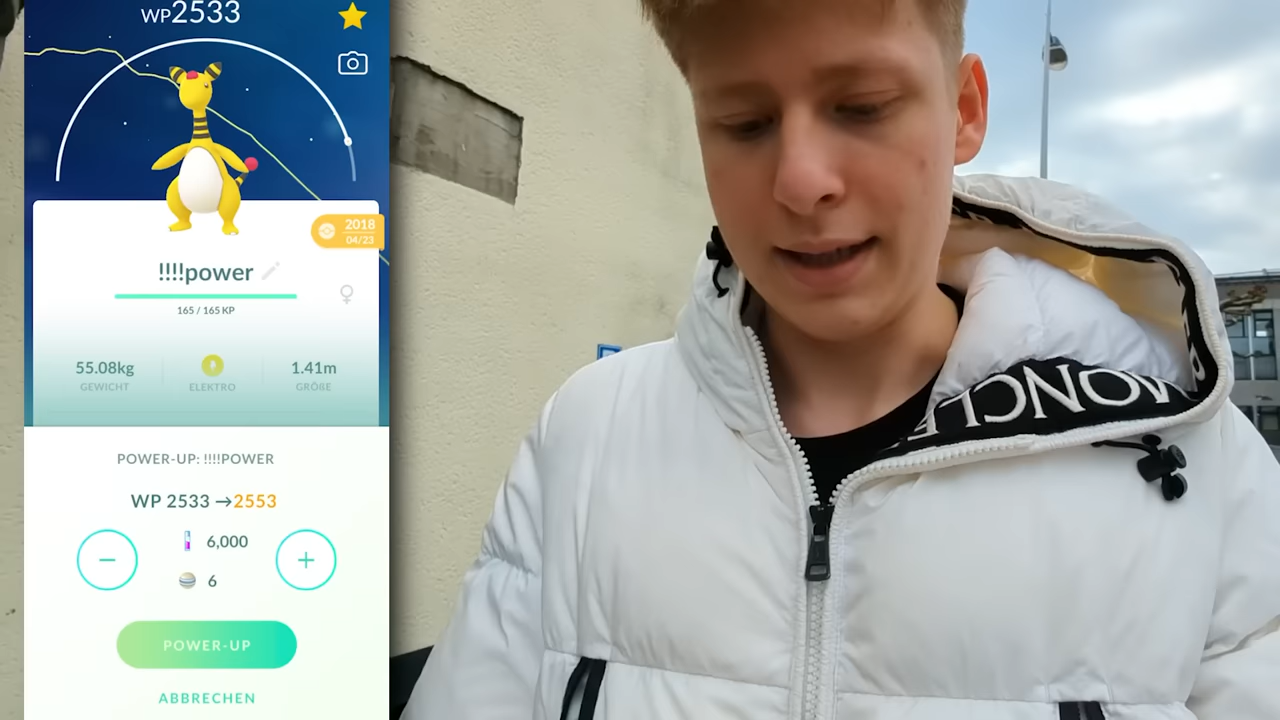 WP2533
2018
04/23
!!!!power
165 / 165 KP
55.08kg
GEWICHT
ELEKTRO
1.41m
GRÖßE
POWER-UP: !!!!POWER
WP 2533 →2553
6,000
6
POWER-UP
ABBRECHEN
MONCLE